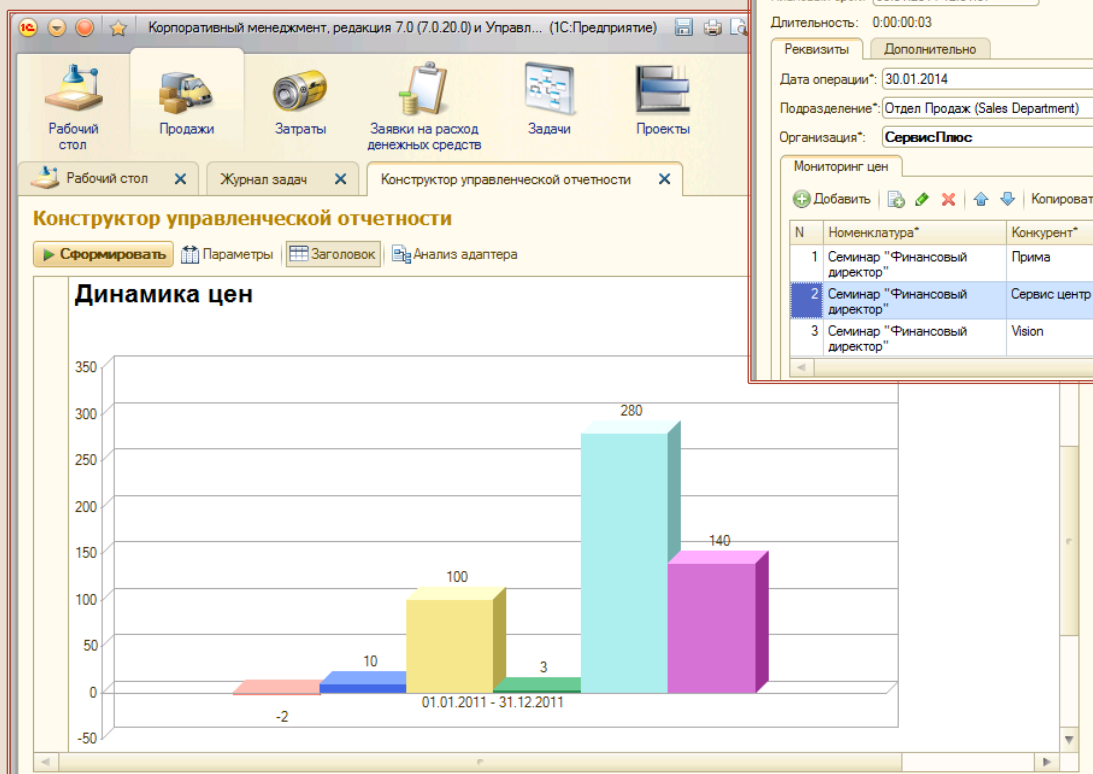 Корпоративный менеджмент, редакция 7.0 (7.0.20.0) и Управл... (1С:Предприятие)
Рабочий
стол
Продажи
Затраты
Заявки на расход
денежных средств
Задачи
Проекты
Рабочий стол
Журнал задач
Конструктор управленческой отчетности
Конструктор управленческой отчетности
Сформировать
Параметры
Заголовок
Анализ адаптера
Динамика цен
350
300
250
200
150
100
50
0
-50
-2
10
100
3
280
140
01.01.2011 - 31.12.2011
Длительность: 0:00:00:03
Реквизиты
Дополнительно
Дата операции*: 30.01.2014
Подразделение*: Отдел Продаж (Sales Department)
Организация*: СервисПлюс
Мониторинг цен
Добавить
Копироват
N Номенклатура* Конкурент*
1 Семинар "Финансовый Прима
директор"
2 Семинар "Финансовый Сервис центр
директор"
3 Семинар "Финансовый Vision
директор"